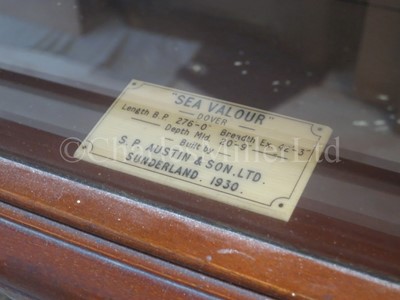 "SEA VALOUR"
DOVER
Length B.P. 276-0" Breadth Ex. 42-3"
Depth Mld. 20-9"
Built by
S.P. AUSTIN & SON. LTD.
SUNDERLAND. 1930.